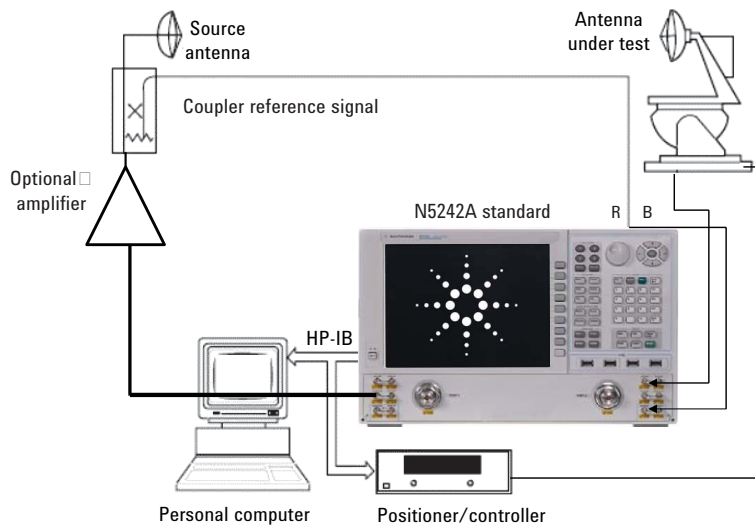 Source
antenna
Antenna
under test
Coupler reference signal
Optional□
amplifier
N5242A standard
R B
HP-IB
Personal computer
Positioner/controller